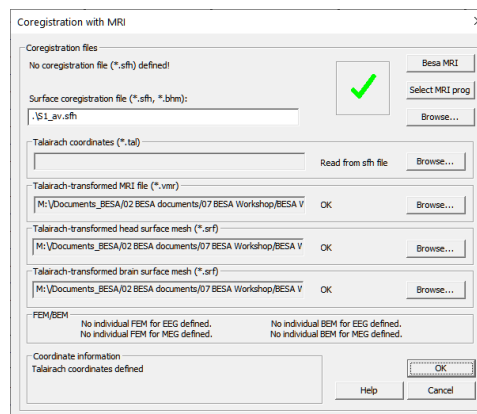 Coregistration with MRI
Coregistration files
No coregistration file (*.sfh) defined!
Besa MRI
Select MRI prog
Surface coregistration file (*.sfh, *.bhm):
.\S1_av.sfh
Browse...
Talairach coordinates (*.tal)
Read from sfh file
Browse...
Talairach-transformed MRI file (*.vmr)
M:\Documents_BESA\02 BESA documents\07 BESA Workshop/BESA V
OK
Browse...
Talairach-transformed head surface mesh (*.srf)
M:\Documents_BESA/02 BESA documents/07 BESA Workshop/BESA V
OK
Browse...
Talairach-transformed brain surface mesh (*.srf)
M:\Documents_BESA/02 BESA documents/07 BESA Workshop/BESA V
OK
Browse...
FEM/BEM
No individual FEM for EEG defined.
No individual BEM for EEG defined.
No individual FEM for MEG defined.
No individual BEM for MEG defined.
Coordinate information
Talairach coordinates defined
OK
Help
Cancel